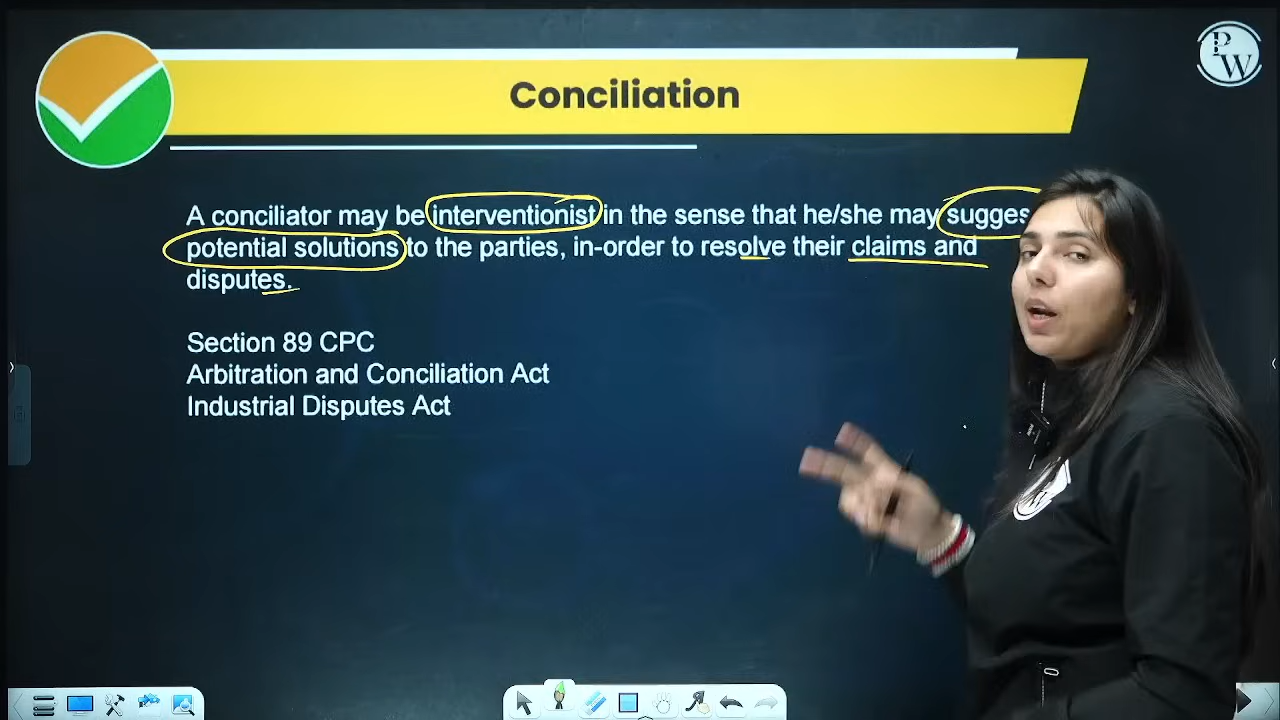 PW
Conciliation
A conciliator may be interventionist in the sense that he/she may sugges
potential solutions to the parties, in-order to resolve their claims and
disputes.
Section 89 CPC
Arbitration and Conciliation Act
Industrial Disputes Act